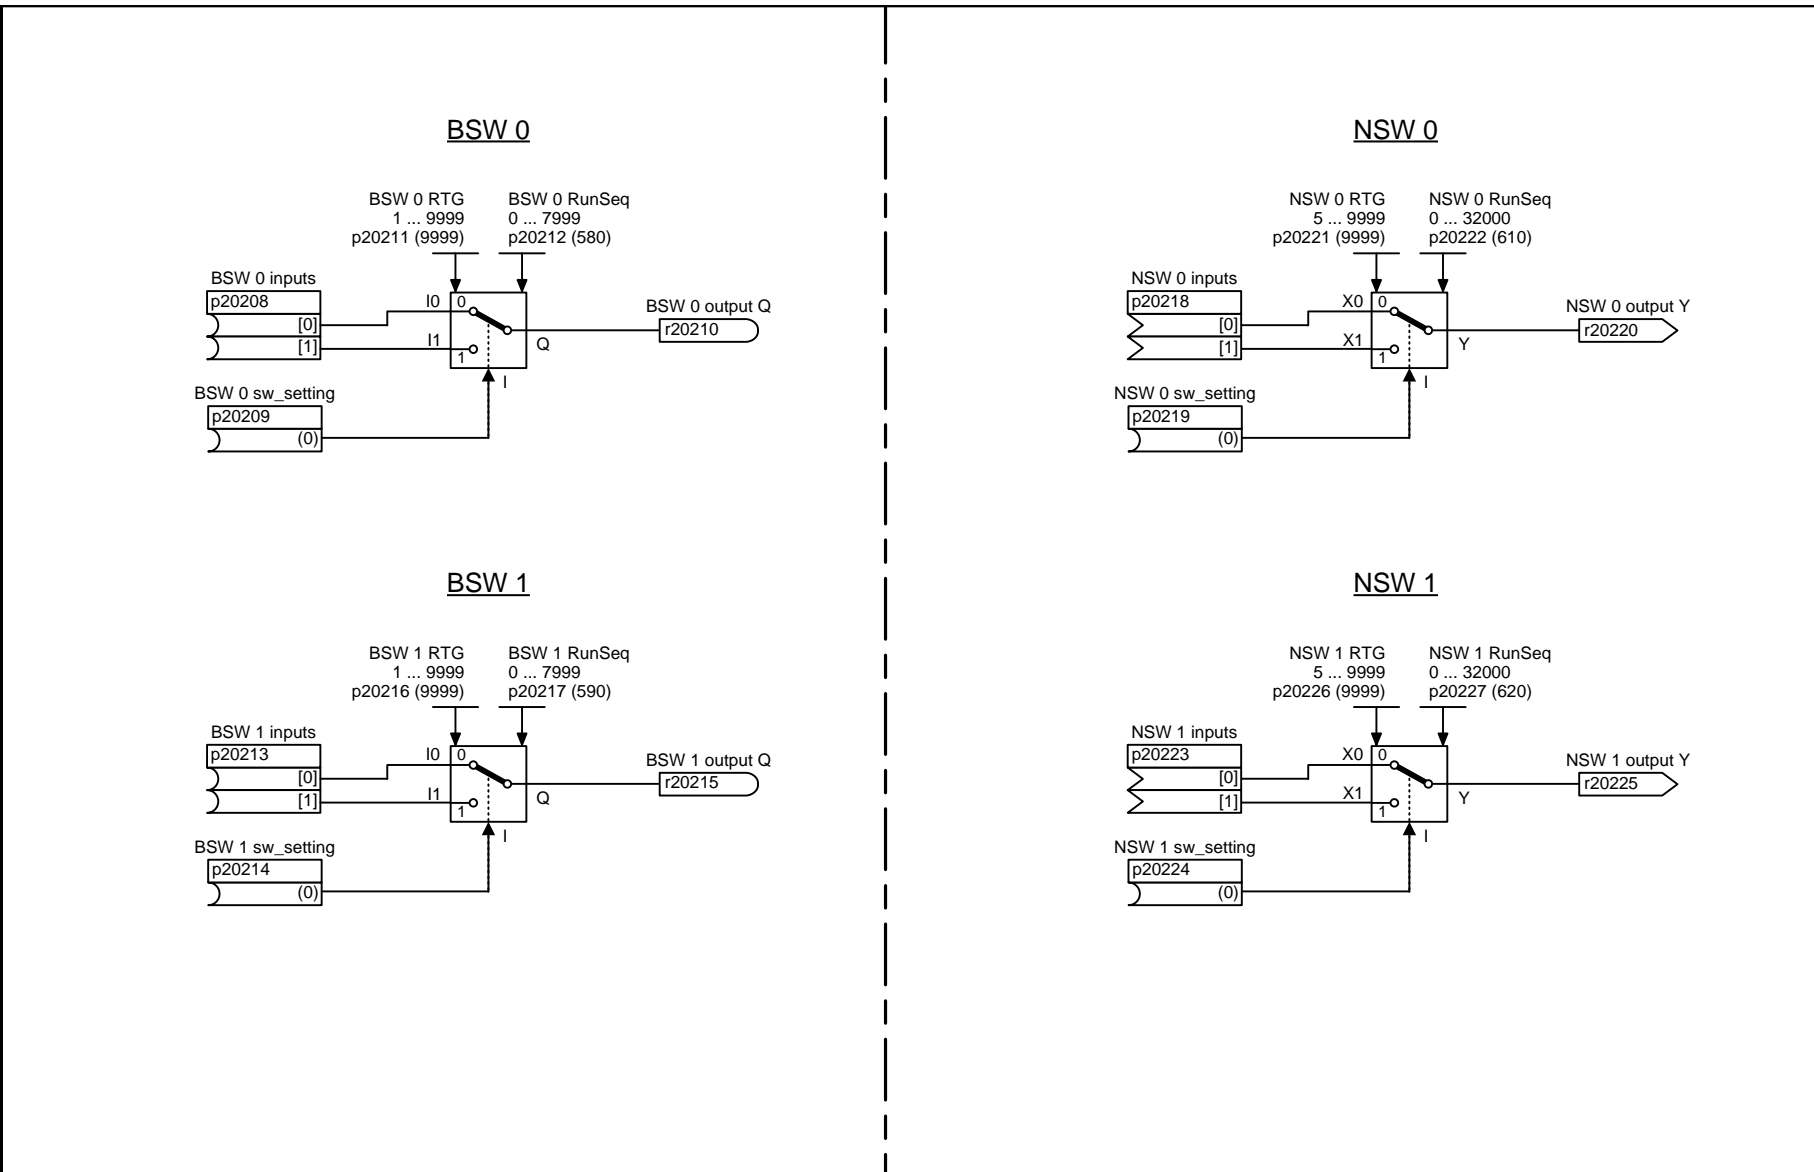 BSW 0
BSW 0 RTG
1 ... 9999
p20211 (9999)
BSW 0 RunSeq
0 ... 7999
p20212 (580)
BSW 0 inputs
p20208
[0]
[1]
I0
I1
0
1
Q
I
BSW 0 output Q
r20210
BSW 0 sw_setting
p20209
(0)
BSW 1
BSW 1 RTG
1 ... 9999
p20216 (9999)
BSW 1 RunSeq
0 ... 7999
p20217 (590)
BSW 1 inputs
p20213
[0]
[1]
I0
I1
0
1
Q
I
BSW 1 output Q
r20215
BSW 1 sw_setting
p20214
(0)
NSW 0
NSW 0 RTG
5 ... 9999
p20221 (9999)
NSW 0 RunSeq
0 ... 32000
p20222 (610)
NSW 0 inputs
p20218
[0]
[1]
X0
X1
0
1
Y
I
NSW 0 output Y
r20220
NSW 0 sw_setting
p20219
(0)
NSW 1
NSW 1 RTG
5 ... 9999
p20226 (9999)
NSW 1 RunSeq
0 ... 32000
p20227 (620)
NSW 1 inputs
p20223
[0]
[1]
X0
X1
0
1
Y
I
NSW 1 output Y
r20225
NSW 1 sw_setting
p20224
(0)